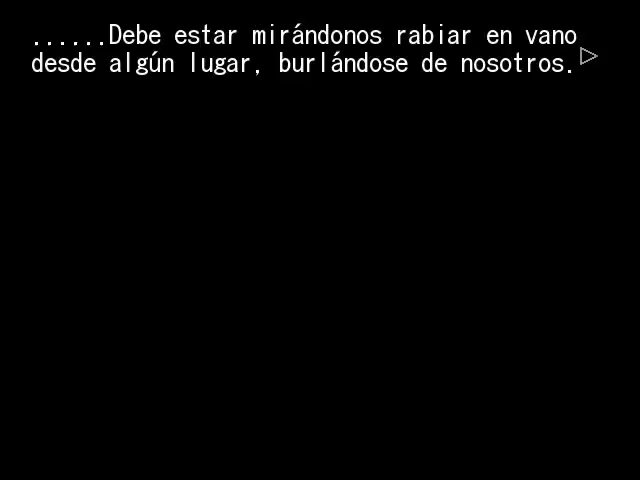 ......Debe estar mirándonos rabiar en vano
desde algún lugar, burlándose de nosotros.